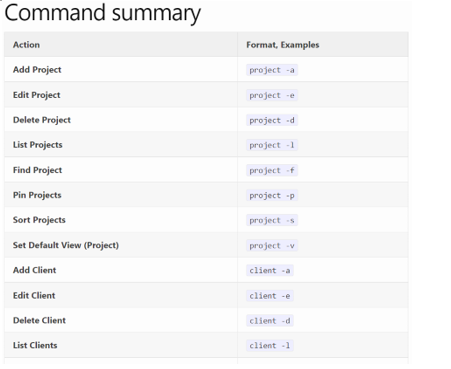 Command summary
Action Format, Examples
Add Project project -a
Edit Project project -e
Delete Project project -d
List Projects project -l
Find Project project -f
Pin Projects project -p
Sort Projects project -s
Set Default View (Project) project -v
Add Client client -a
Edit Client client -e
Delete Client client -d
List Clients client -l